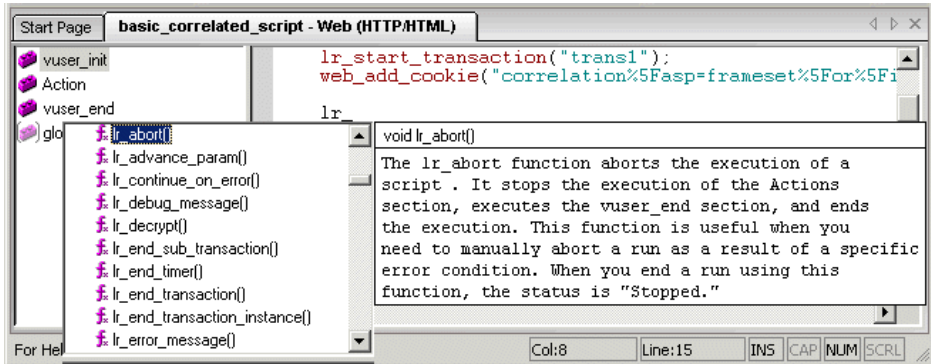 Start Page
basic_correlated_script - Web (HTTP/HTML)
vuser_init
Action
vuser_end
glo
lr_start_transaction("trans1");
web_add_cookie("correlation%5Fasp=frameset%5For%5Fi
lr_
lr_abort()
lr_advance_param()
lr_continue_on_error()
lr_debug_message()
lr_decrypt()
lr_end_sub_transaction()
lr_end_timer()
lr_end_transaction()
lr_end_transaction_instance()
lr_error_message()
void lr_abort()
The lr_abort function aborts the execution of a
script . It stops the execution of the Actions
section, executes the vuser_end section, and ends
the execution. This function is useful when you
need to manually abort a run as a result of a specific
error condition. When you end a run using this
function, the status is "Stopped."
For Hel
Col:8
Line:15
INS
CAP
NUM
SCRL